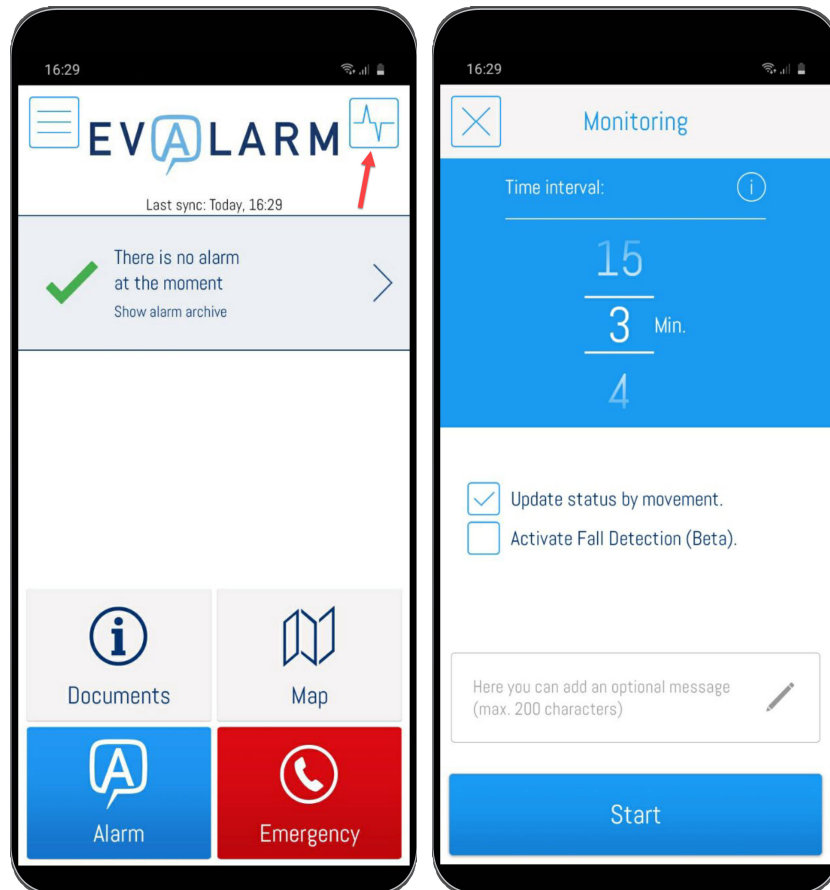 16:29
EVALARM
Last sync: Today, 16:29
There is no alarm
at the moment
Show alarm archive
Documents
Map
Alarm
Emergency
16:29
Monitoring
Time interval:
15
3 Min.
4
Update status by movement.
Activate Fall Detection (Beta).
Here you can add an optional message
(max. 200 characters)
Start